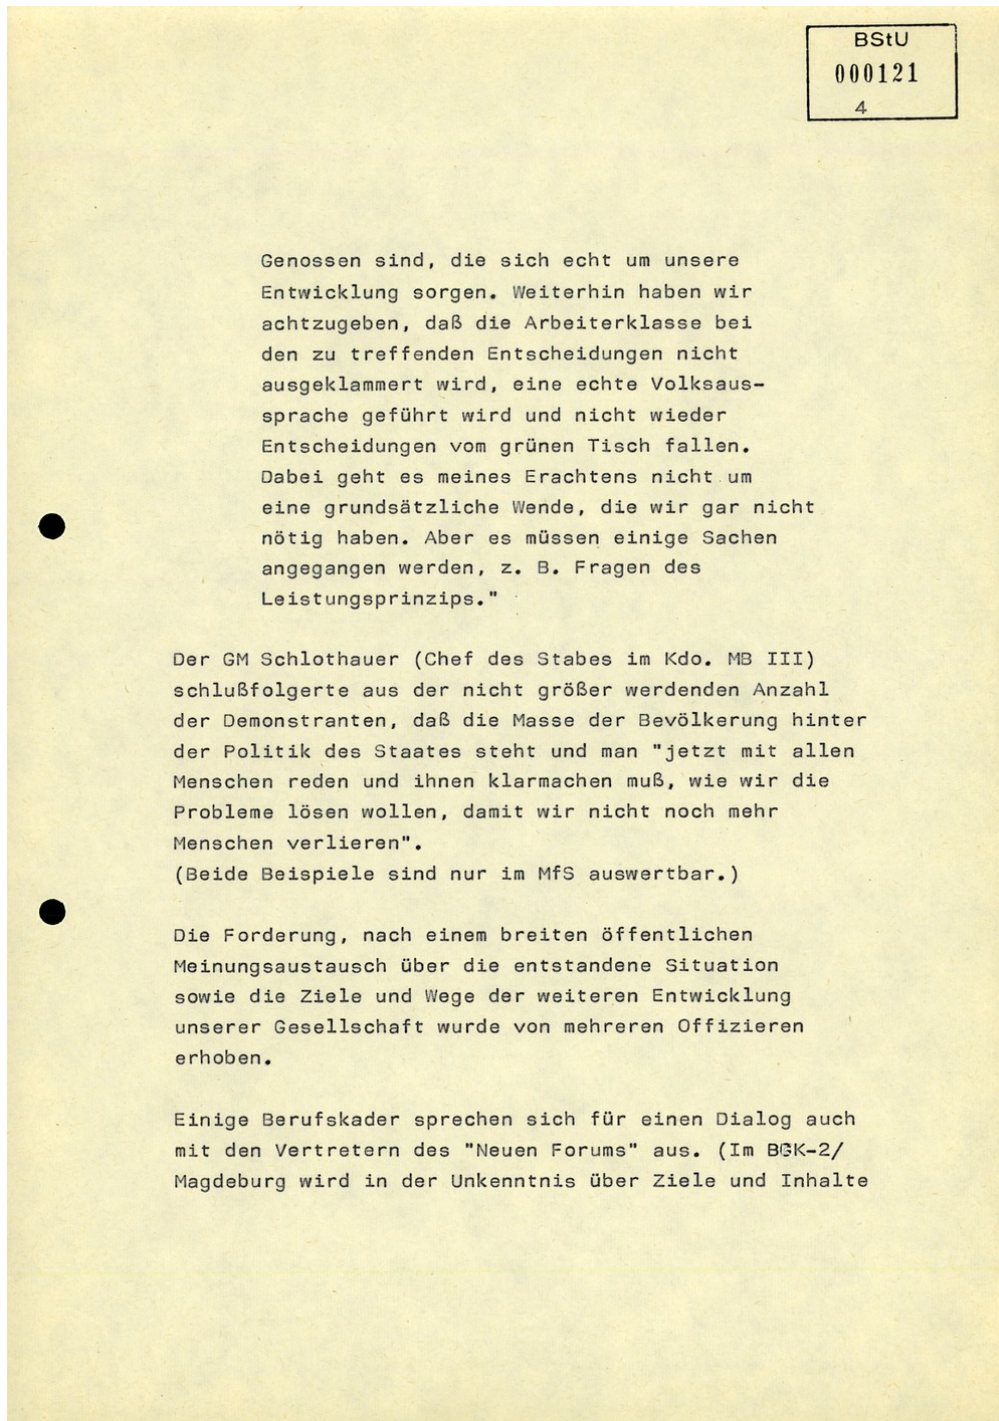 BStU
000121
4
Genossen sind, die sich echt um unsere
Entwicklung sorgen. Weiterhin haben wir
achtzugeben, daß die Arbeiterklasse bei
den zu treffenden Entscheidungen nicht
ausgeklammert wird, eine echte Volksaus-
sprache geführt wird und nicht wieder
Entscheidungen vom grünen Tisch fallen.
Dabei geht es meines Erachtens nicht um
eine grundsätzliche Wende, die wir gar nicht
nötig haben. Aber es müssen einige Sachen
angegangen werden, z. B. Fragen des
Leistungsprinzips."
Der GM Schlothauer (Chef des Stabes im Kdo. MB III)
schlußfolgerte aus der nicht größer werdenden Anzahl
der Demonstranten, daß die Masse der Bevölkerung hinter
der Politik des Staates steht und man "jetzt mit allen
Menschen reden und ihnen klarmachen muß, wie wir die
Probleme lösen wollen, damit wir nicht noch mehr
Menschen verlieren".
(Beide Beispiele sind nur im MfS auswertbar.)
Die Forderung, nach einem breiten öffentlichen
Meinungsaustausch über die entstandene Situation
sowie die Ziele und Wege der weiteren Entwicklung
unserer Gesellschaft wurde von mehreren Offizieren
erhoben.
Einige Berufskader sprechen sich für einen Dialog auch
mit den Vertretern des "Neuen Forums" aus. (Im BGK-2/
Magdeburg wird in der Unkenntnis über Ziele und Inhalte